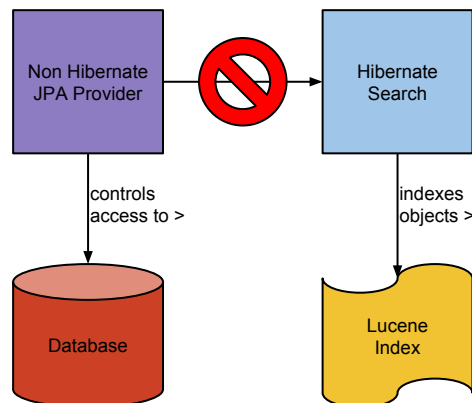 Non Hibernate
JPA Provider
Hibernate
Search
controls
access to >
indexes
objects >
Database
Lucene
Index